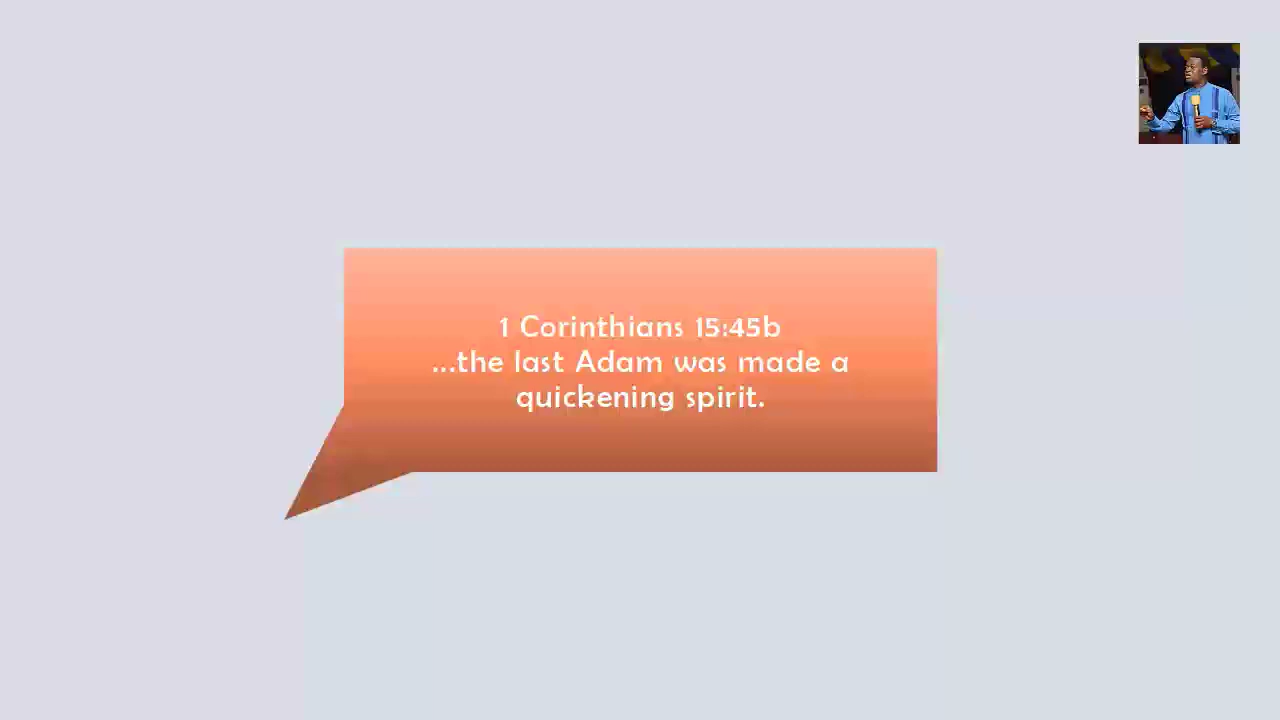 1 Corinthians 15:45b
...the last Adam was made a
quickening spirit.